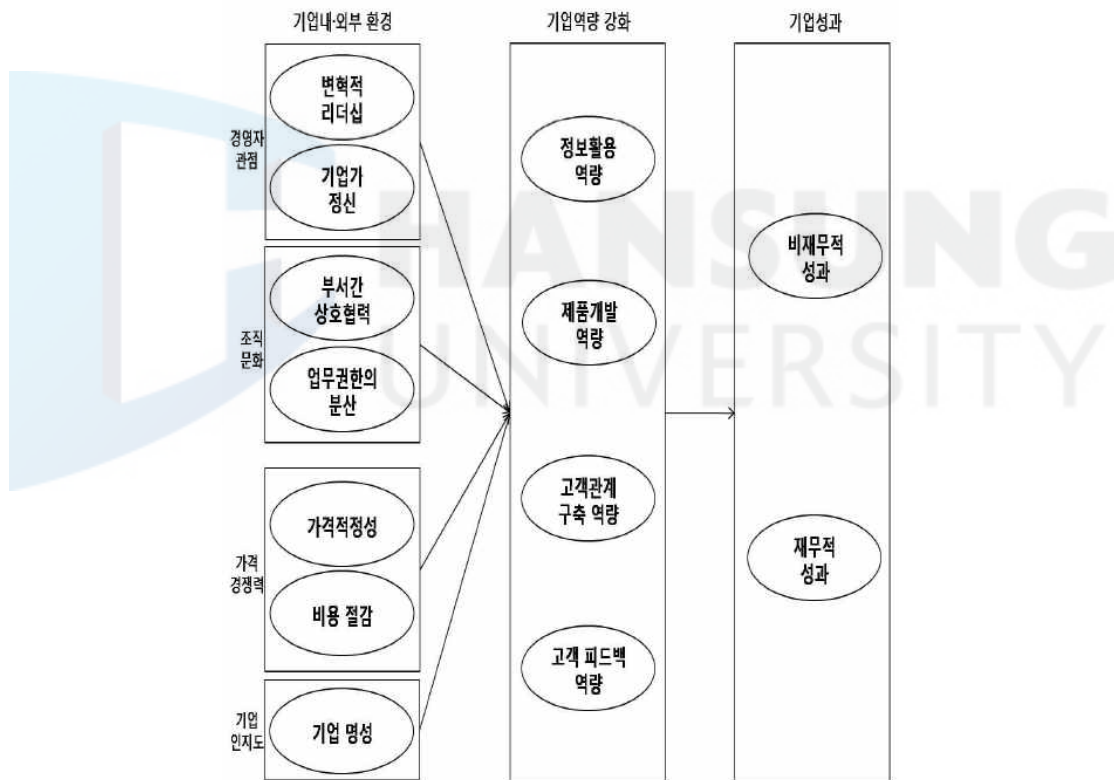 기업내·외부 환경
기업역량 강화
기업성과
경영자
관점
변혁적
리더십
기업가
정신
조직
문화
부서간
상호협력
업무권한의
분산
가격
경쟁력
가격적정성
비용 절감
기업
인지도
기업 명성
정보활용
역량
제품개발
역량
고객관계
구축 역량
고객 피드백
역량
비재무적
성과
재무적
성과
HANSUNG
UNIVERSITY